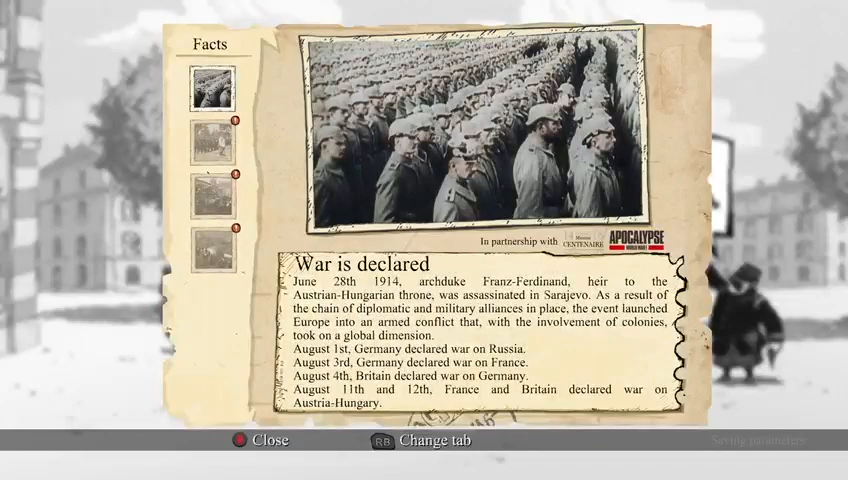 Facts
In partnership with
CENTENAIRE
APOCALYPSE
WORLD WAR I
War is declared
June 28th 1914, archduke Franz-Ferdinand, heir to the
Austrian-Hungarian throne, was assassinated in Sarajevo. As a result of
the chain of diplomatic and military alliances in place, the event launched
Europe into an armed conflict that, with the involvement of colonies,
took on a global dimension.
August 1st, Germany declared war on Russia.
August 3rd, Germany declared war on France.
August 4th, Britain declared war on Germany.
August 11th and 12th, France and Britain declared war on
Austria-Hungary.
Close
RB Change tab
Saving parameters